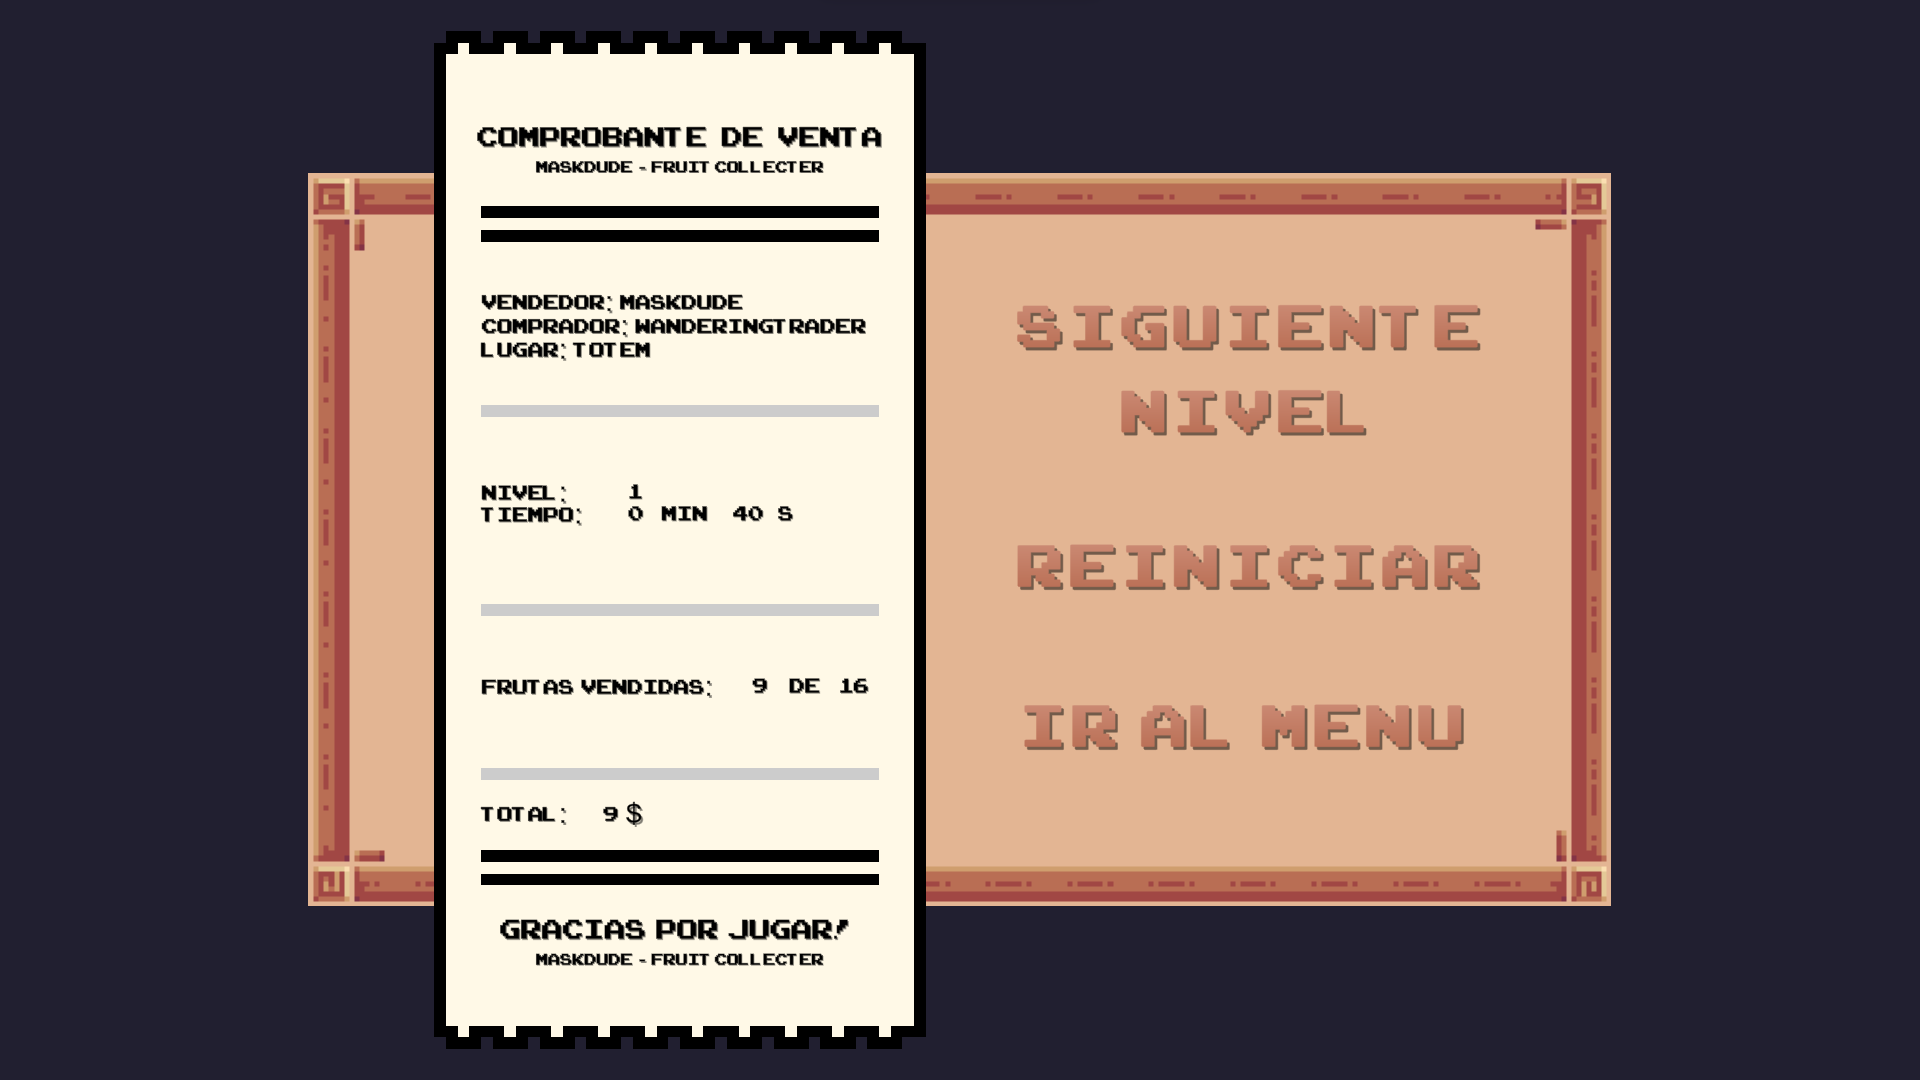 COMPROBANTE DE VENTA
MASKDUDE - FRUIT COLLECTER
VENDEDOR: MASKDUDE
COMPRADOR: WANDERINGTRADER
LUGAR: TOTEM
NIVEL: 1
TIEMPO: 0 MIN 40 S
FRUTAS VENDIDAS: 9 DE 16
TOTAL: 9 $
GRACIAS POR JUGAR!
MASKDUDE - FRUIT COLLECTER
SIGUIENTE
NIVEL
REINICIAR
IR AL MENU